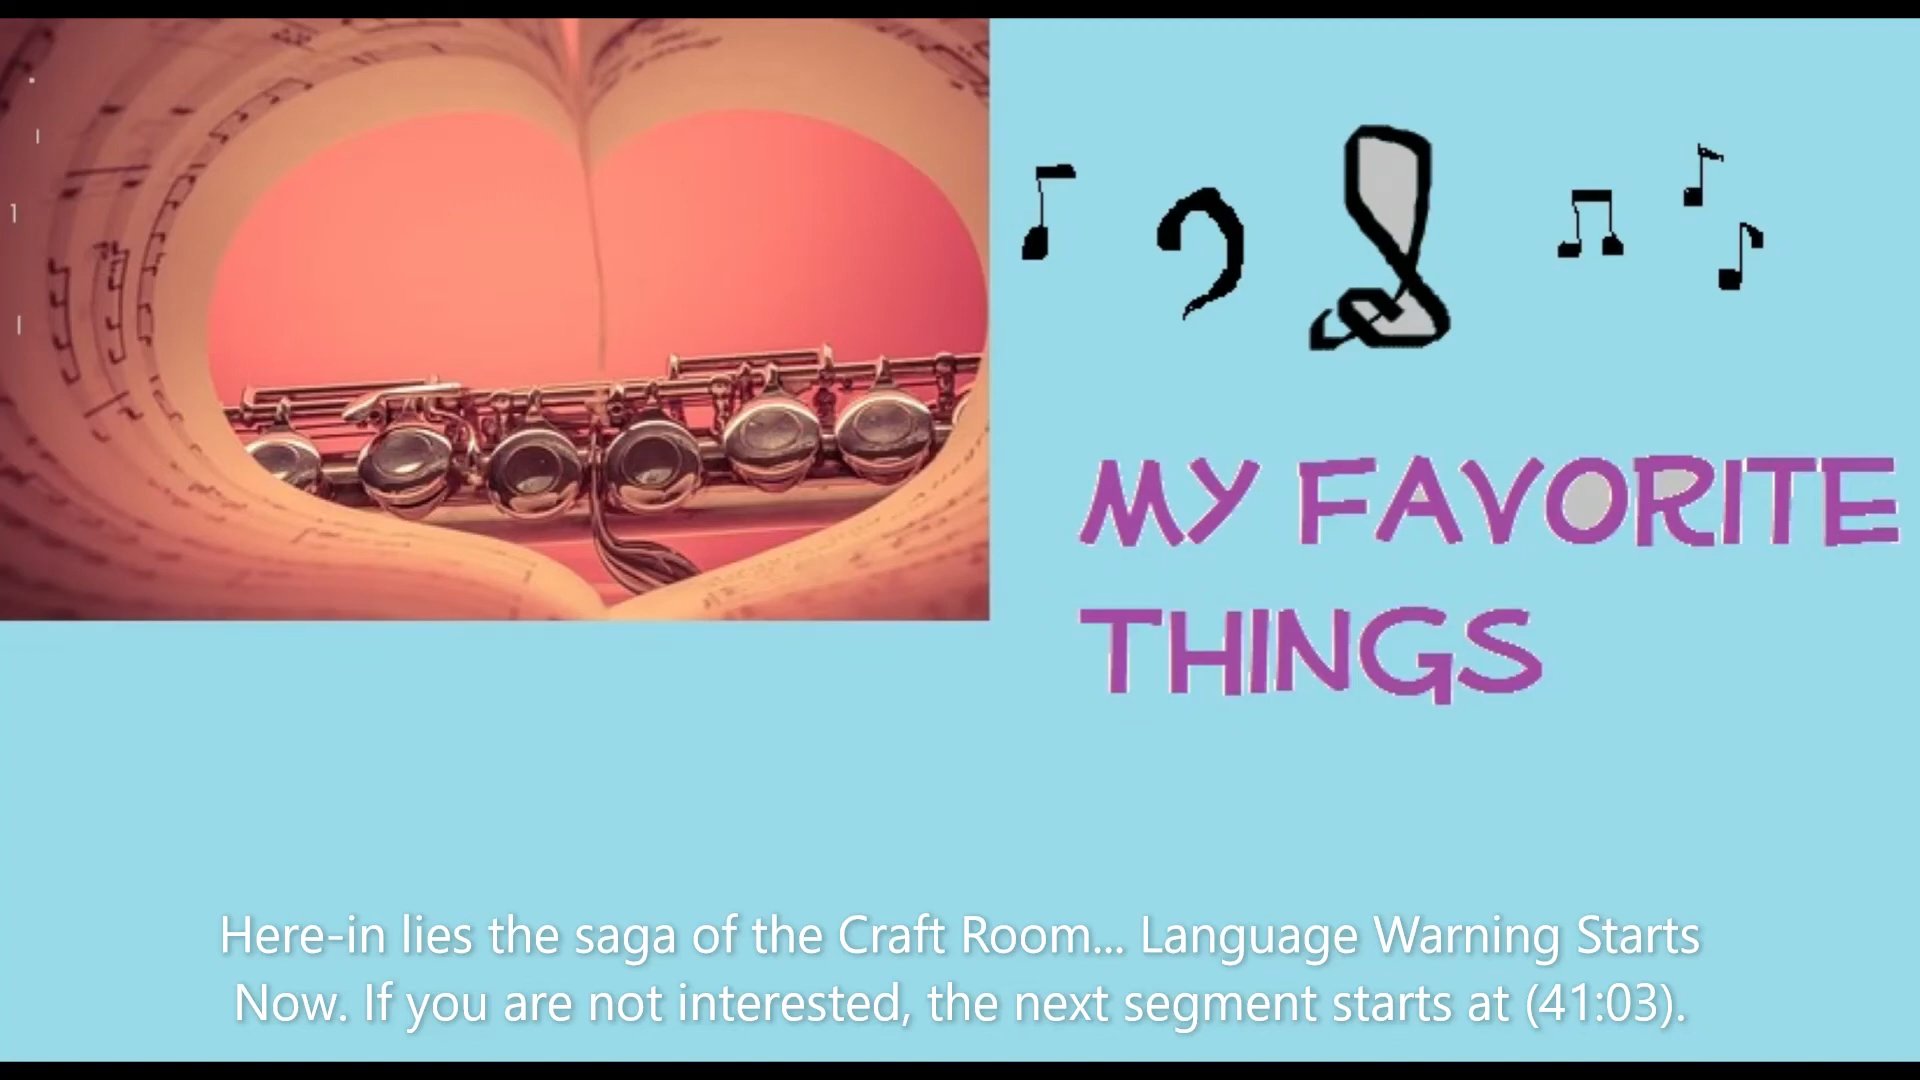 MY FAVORITE
THINGS
Here-in lies the saga of the Craft Room... Language Warning Starts
Now. If you are not interested, the next segment starts at (41:03).